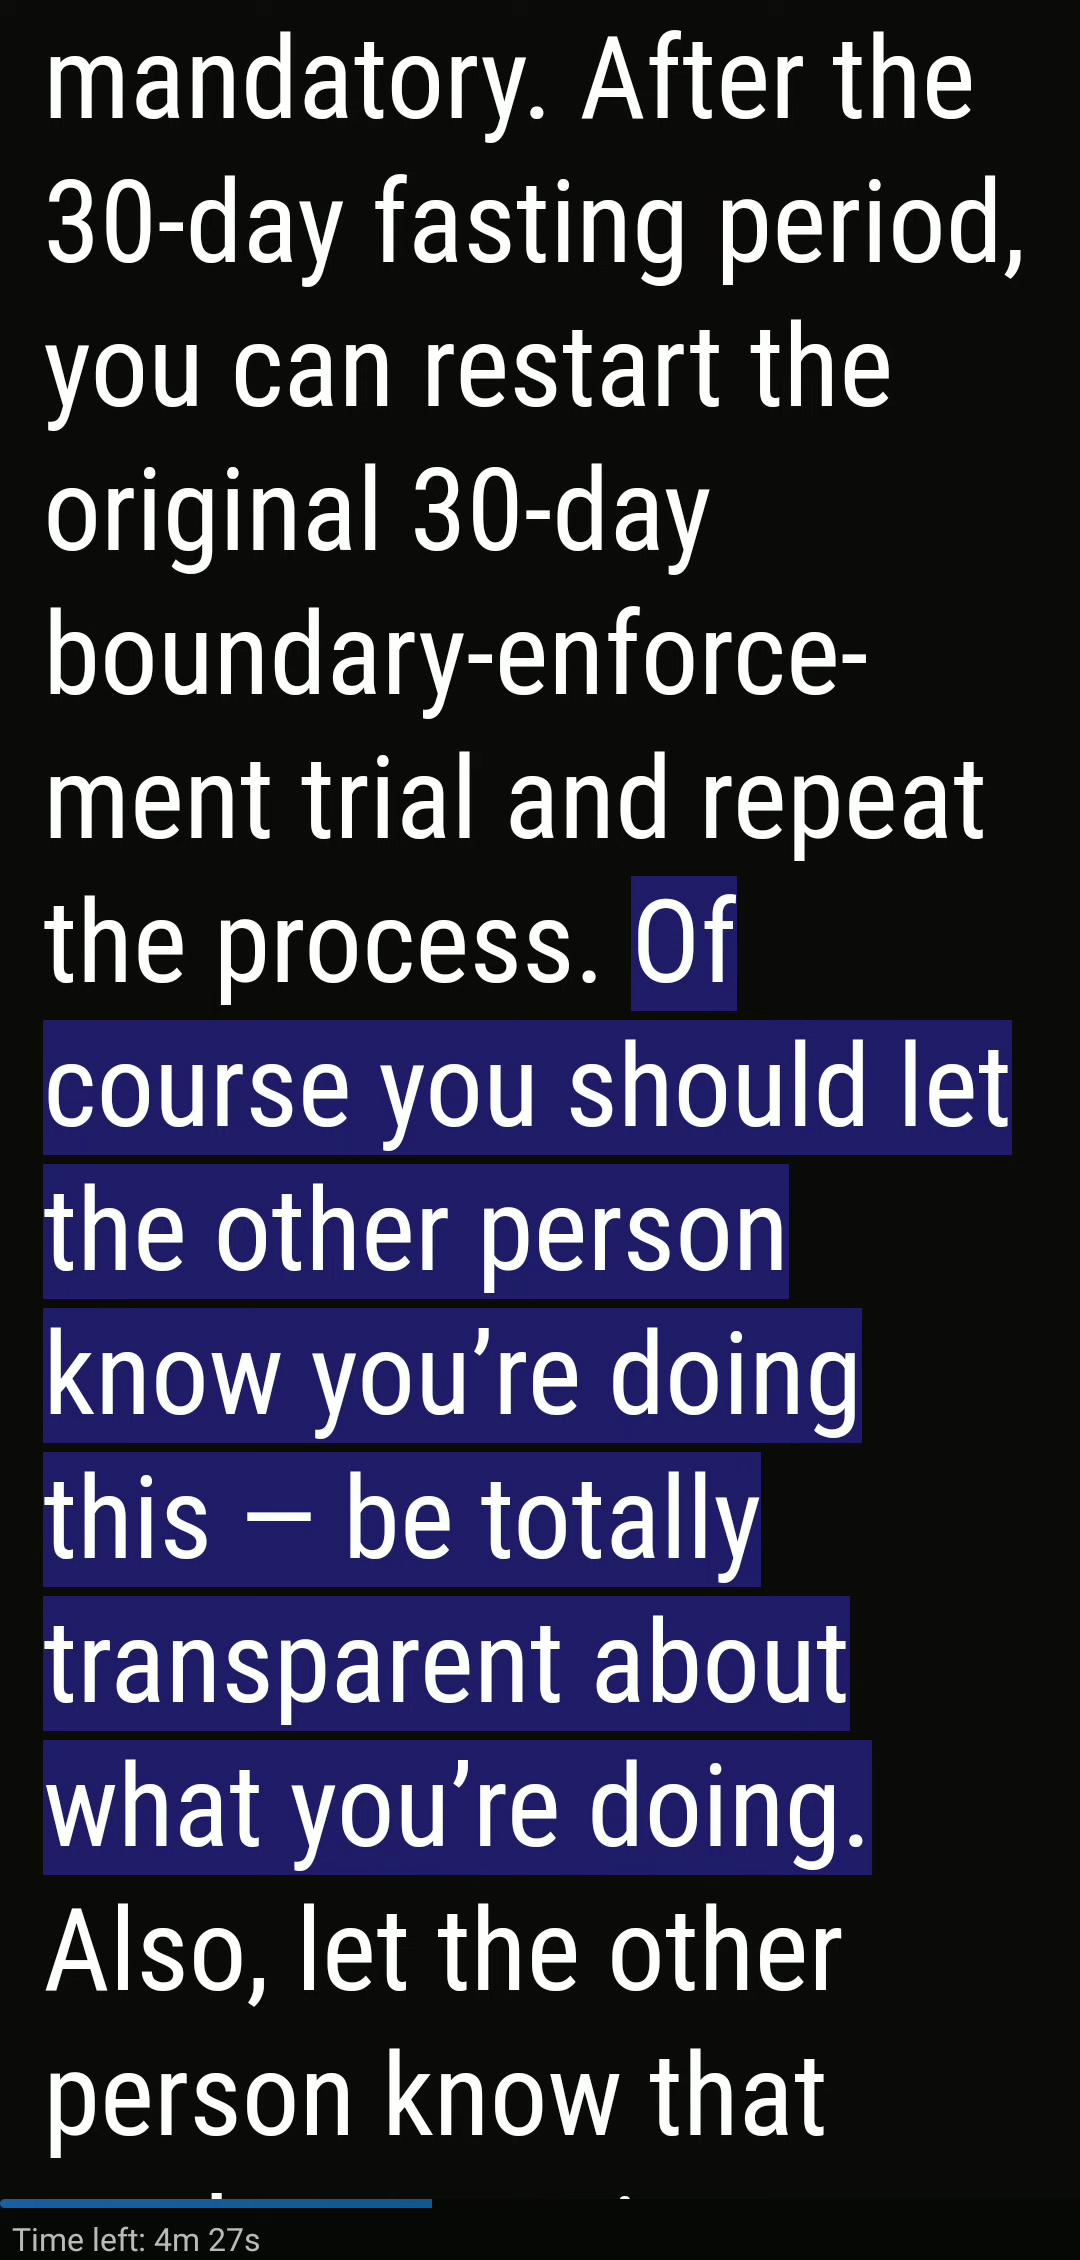 mandatory. After the
30-day fasting period,
you can restart the
original 30-day
boundary-enforce-
ment trial and repeat
the process. Of
course you should let
the other person
know you’re doing
this — be totally
transparent about
what you’re doing.
Also, let the other
person know that
Time left: 4m 27s